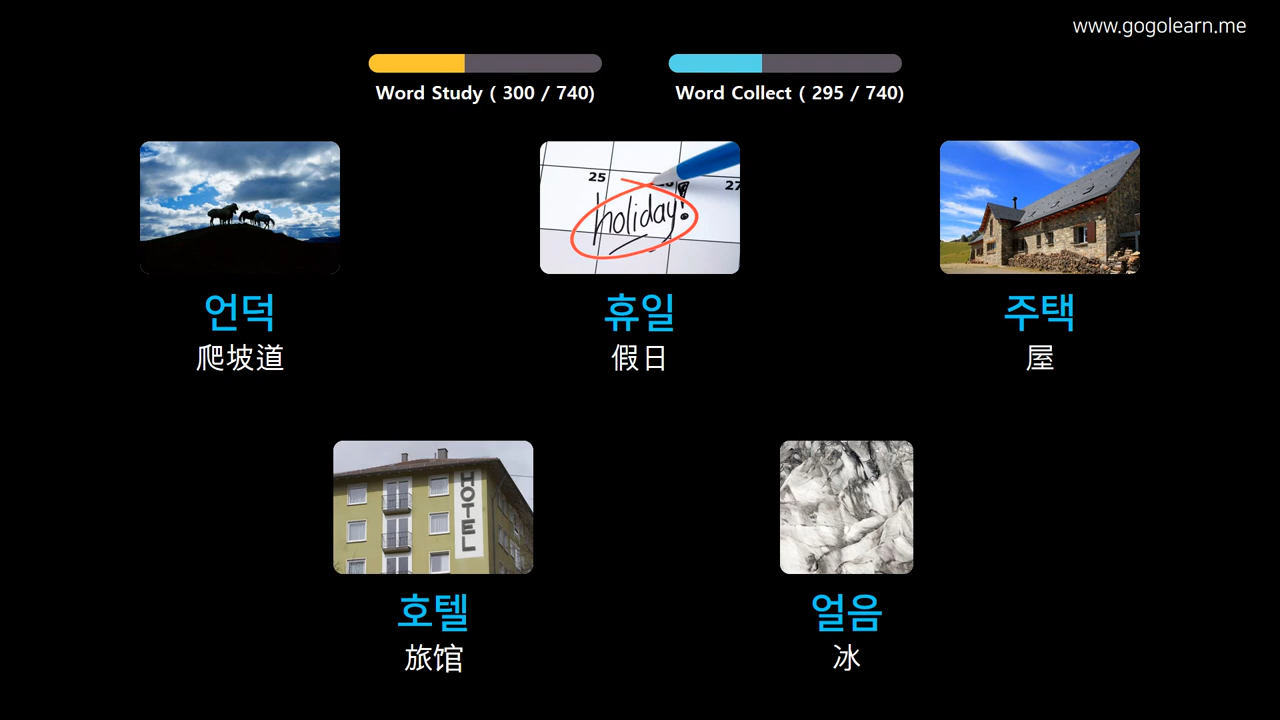 www.gogolearn.me
Word Study ( 300 / 740)
Word Collect ( 295 / 740)
25
27
holiday!
언덕
爬坡道
휴일
假日
주택
屋
HOTEL
호텔
旅馆
얼음
冰